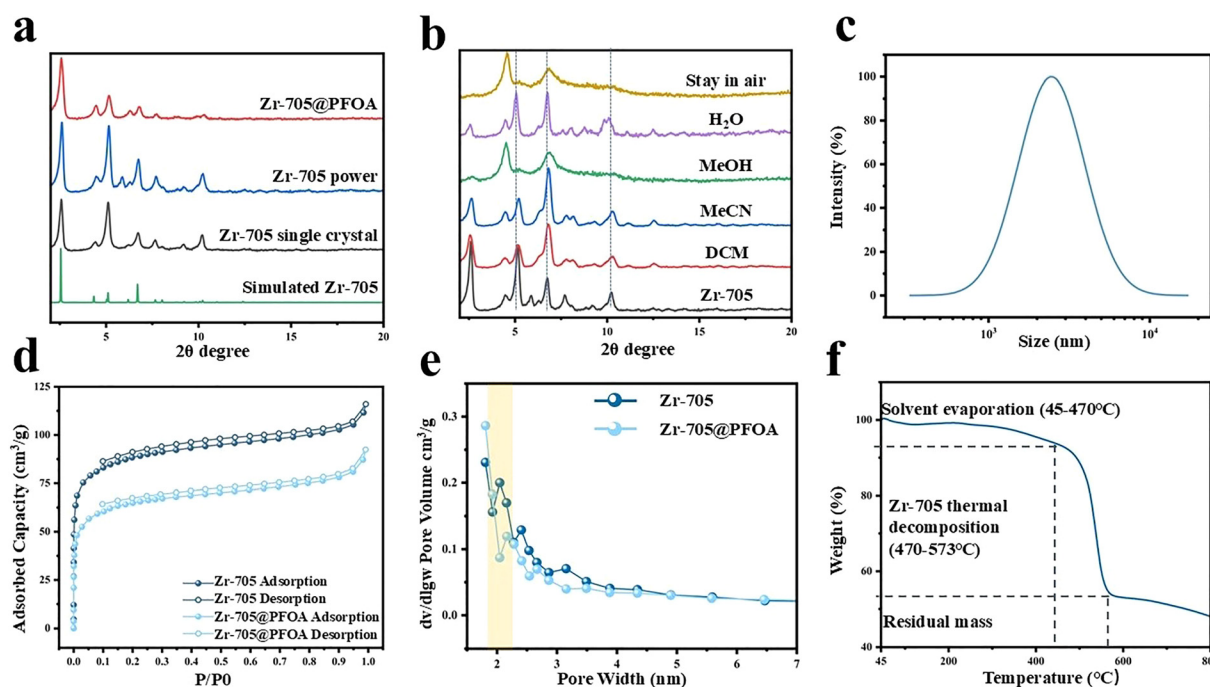 a
Zr-705@PFOA
Zr-705 power
Zr-705 single crystal
Simulated Zr-705
5 10 15 20
2θ degree
b
Stay in air
H₂O
MeOH
MeCN
DCM
Zr-705
5 10 15 20
2θ degree
c
Intensity (%)
100
80
60
40
20
0
10³ 10⁴
Size (nm)
d
Adsorbed Capacity (cm³/g)
125
100
75
50
25
0
Zr-705 Adsorption
Zr-705 Desorption
Zr-705@PFOA Adsorption
Zr-705@PFOA Desorption
0.0 0.1 0.2 0.3 0.4 0.5 0.6 0.7 0.8 0.9 1.0
P/P0
e
dv/dlgw Pore Volume cm³/g
0.3
0.2
0.1
0.0
Zr-705
Zr-705@PFOA
2 3 4 5 6 7
Pore Width (nm)
f
Weight (%)
100
80
60
40
Solvent evaporation (45-470°C)
Zr-705 thermal
decomposition
(470-573°C)
Residual mass
45 200 400 600 80
Temperature (°C)